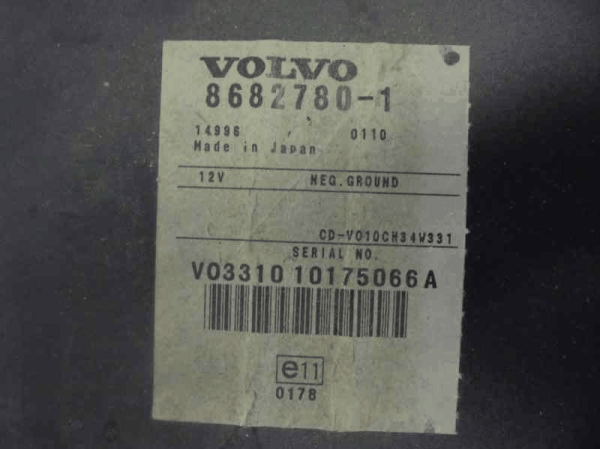 VOLVO
8682780-1
14996 0110
Made in Japan
12V NEG.GROUND
CD-VO10CH34W331
SERIAL NO.
VO3310 10175066A
e11
0178